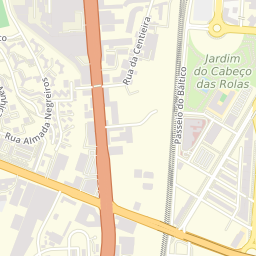 Rua da Centieira
Jardim
do Cabeço
das Rolas
Passeio do Báltico
Rua Almada Negreiros